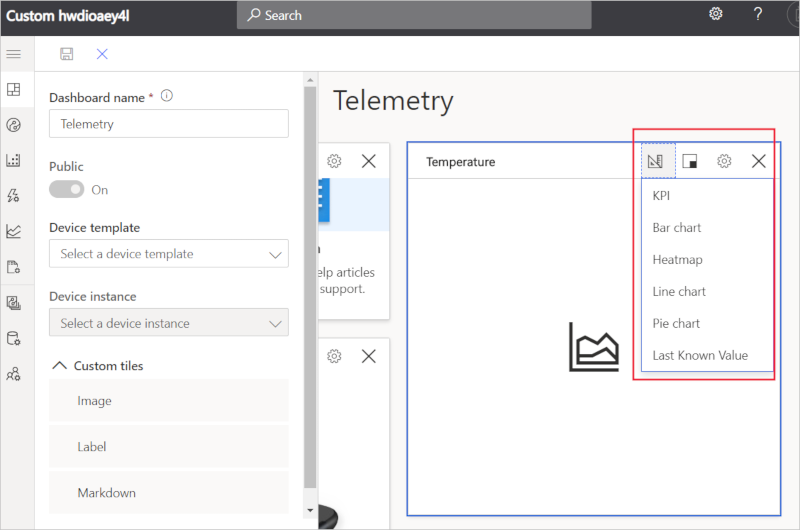 Custom hwdioaey4l
Search
?
Dashboard name *
Telemetry
Public
On
Device template
Select a device template
Device instance
Select a device instance
Custom tiles
Image
Label
Markdown
Telemetry
elp articles
support.
Temperature
KPI
Bar chart
Heatmap
Line chart
Pie chart
Last Known Value